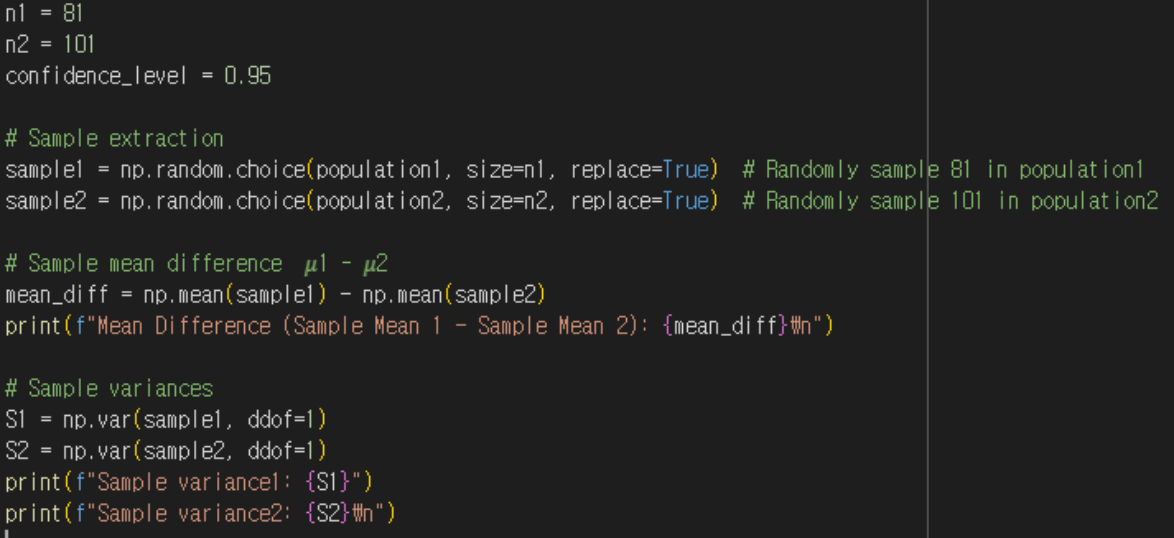 n1 = 81
n2 = 101
confidence_level = 0.95
# Sample extraction
sample1 = np.random.choice(population1, size=n1, replace=True)  # Randomly sample 81 in population1
sample2 = np.random.choice(population2, size=n2, replace=True)  # Randomly sample 101 in population2
# Sample mean difference  μ1 - μ2
mean_diff = np.mean(sample1) - np.mean(sample2)
print(f"Mean Difference (Sample Mean 1 - Sample Mean 2): {mean_diff}₩n")
# Sample variances
S1 = np.var(sample1, ddof=1)
S2 = np.var(sample2, ddof=1)
print(f"Sample variance1: {S1}")
print(f"Sample variance2: {S2}₩n")